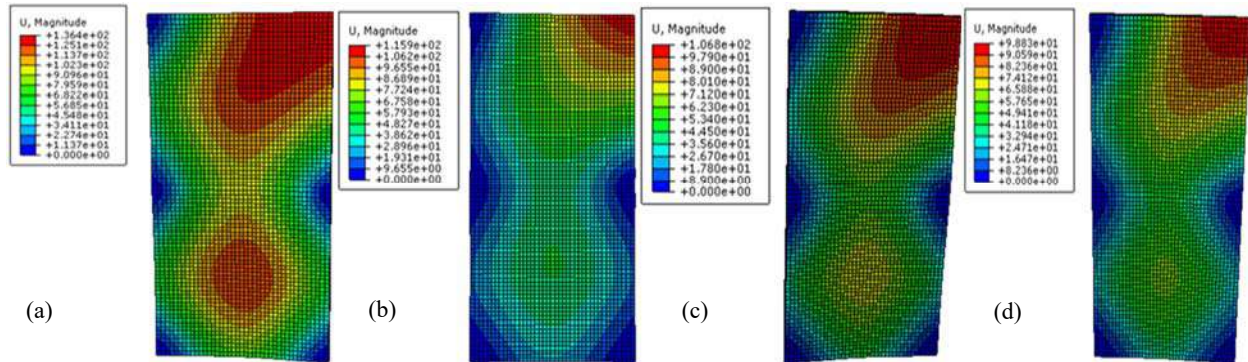 U, Magnitude
+1.364e+02
+1.251e+02
+1.137e+02
+1.023e+02
+9.096e+01
+7.959e+01
+6.822e+01
+5.685e+01
+4.548e+01
+3.411e+01
+2.274e+01
+1.137e+01
+0.000e+00
(a)
U, Magnitude
+1.159e+02
+1.062e+02
+9.655e+01
+8.689e+01
+7.724e+01
+6.758e+01
+5.793e+01
+4.827e+01
+3.862e+01
+2.896e+01
+1.931e+01
+9.655e+00
+0.000e+00
(b)
U, Magnitude
+1.068e+02
+9.790e+01
+8.900e+01
+8.010e+01
+7.120e+01
+6.230e+01
+5.340e+01
+4.450e+01
+3.560e+01
+2.670e+01
+1.780e+01
+8.900e+00
+0.000e+00
(c)
U, Magnitude
+9.883e+01
+9.059e+01
+8.236e+01
+7.412e+01
+6.588e+01
+5.765e+01
+4.941e+01
+4.118e+01
+3.294e+01
+2.471e+01
+1.647e+01
+8.236e+00
+0.000e+00
(d)